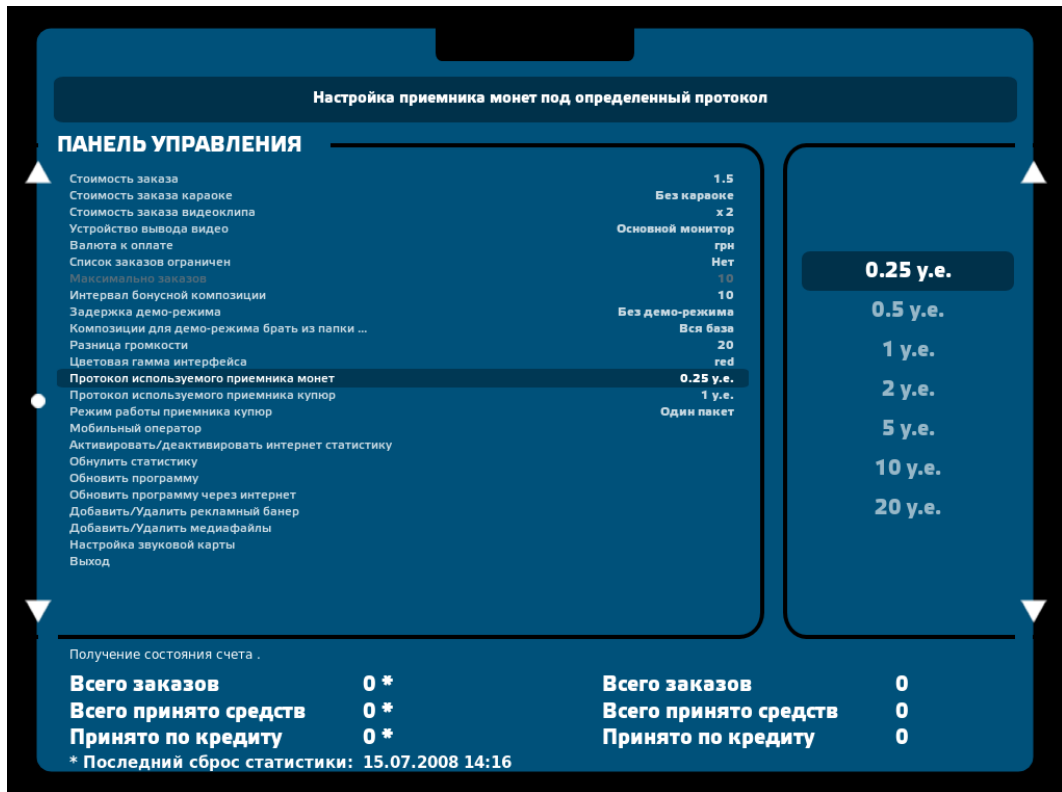 Настройка приемника монет под определенный протокол
ПАНЕЛЬ УПРАВЛЕНИЯ
Стоимость заказа 1.5
Стоимость заказа караоке Без караоке
Стоимость заказа видеоклипа x 2
Устройство вывода видео Основной монитор
Валюта к оплате грн
Список заказов ограничен Нет
Максимально заказов 10
Интервал бонусной композиции 10
Задержка демо-режима Без демо-режима
Композиции для демо-режима брать из папки ... Вся база
Разница громкости 20
Цветовая гамма интерфейса red
Протокол используемого приемника монет 0.25 у.е.
Протокол используемого приемника купюр 1 у.е.
Режим работы приемника купюр Один пакет
Мобильный оператор
Активировать/деактивировать интернет статистику
Обнулить статистику
Обновить программу
Обновить программу через интернет
Добавить/Удалить рекламный банер
Добавить/Удалить медиафайлы
Настройка звуковой карты
Выход
0.25 у.е.
0.5 у.е.
1 у.е.
2 у.е.
5 у.е.
10 у.е.
20 у.е.
Получение состояния счета .
Всего заказов 0 * Всего заказов 0
Всего принято средств 0 * Всего принято средств 0
Принято по кредиту 0 * Принято по кредиту 0
* Последний сброс статистики: 15.07.2008 14:16